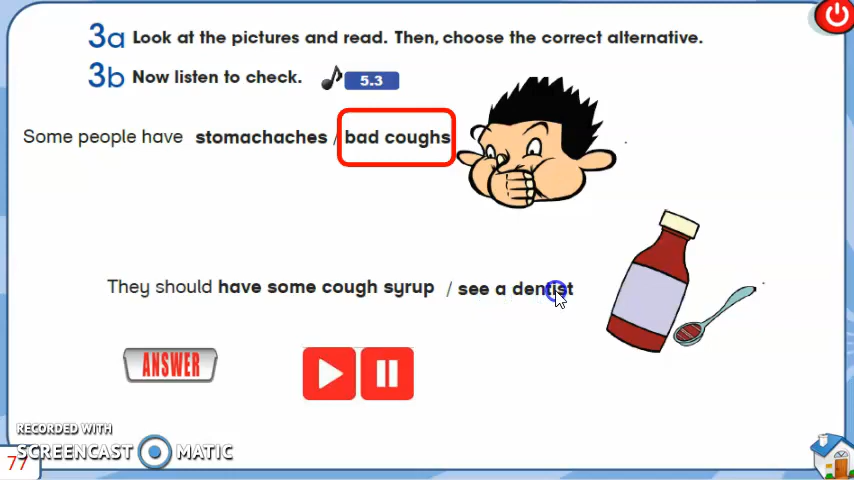 3a Look at the pictures and read. Then, choose the correct alternative.
3b Now listen to check. 5.3
Some people have stomachaches / bad coughs .
They should have some cough syrup / see a dentist .
ANSWER
RECORDED WITH
SCREENCAST MATIC
77